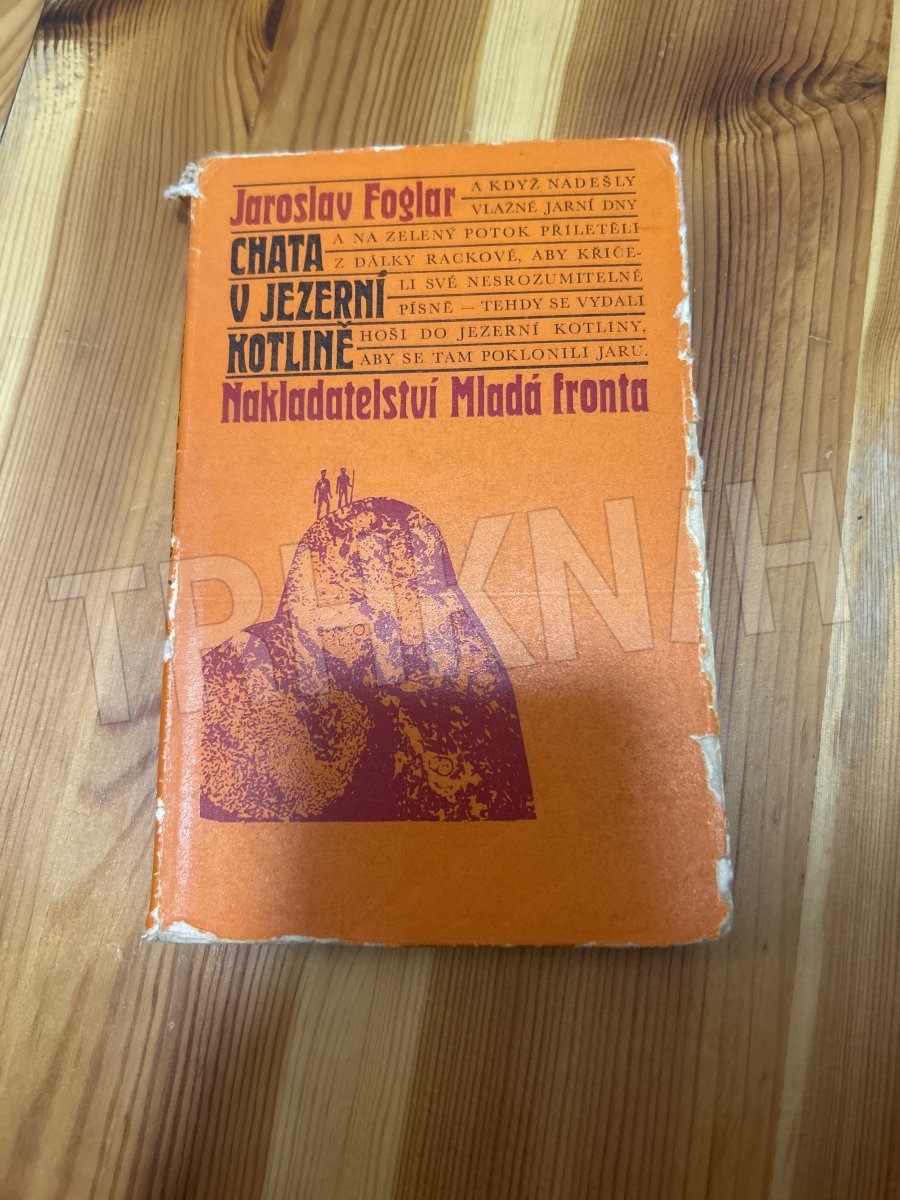 Jaroslav Foglar
CHATA
V JEZERNÍ
KOTLINĚ
A KDYŽ NADEŠLY
VLAŽNÉ JARNÍ DNY
A NA ZELENÝ POTOK PŘILETĚLI
Z DÁLKY RACKOVÉ, ABY KŘIČE-
LI SVÉ NESROZUMITELNÉ
PÍSNĚ — TEHDY SE VYDALI
HOŠI DO JEZERNÍ KOTLINY,
ABY SE TAM POKLONILI JARU.
Nakladatelství Mladá fronta
TRHKNIH